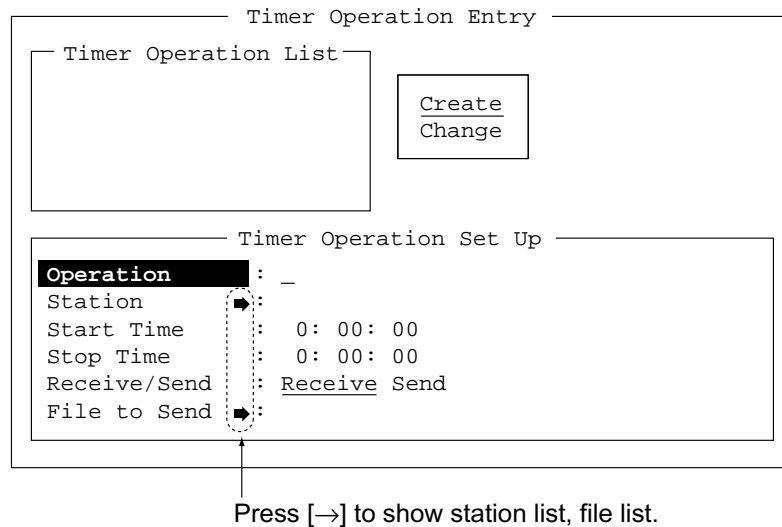 Timer Operation Entry
Timer Operation List
Create
Change
Timer Operation Set Up
Operation : _
Station ➡:
Start Time : 0: 00: 00
Stop Time : 0: 00: 00
Receive/Send : Receive Send
File to Send ➡:
Press [→] to show station list, file list.